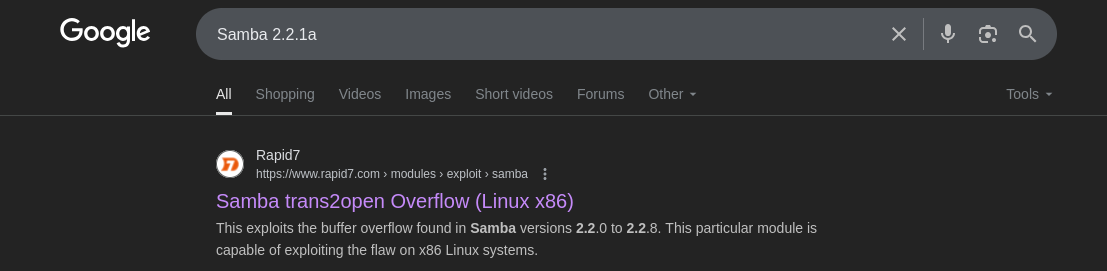 Google
Samba 2.2.1a
All Shopping Videos Images Short videos Forums Other Tools
Rapid7
https://www.rapid7.com › modules › exploit › samba
Samba trans2open Overflow (Linux x86)
This exploits the buffer overflow found in Samba versions 2.2.0 to 2.2.8. This particular module is
capable of exploiting the flaw on x86 Linux systems.